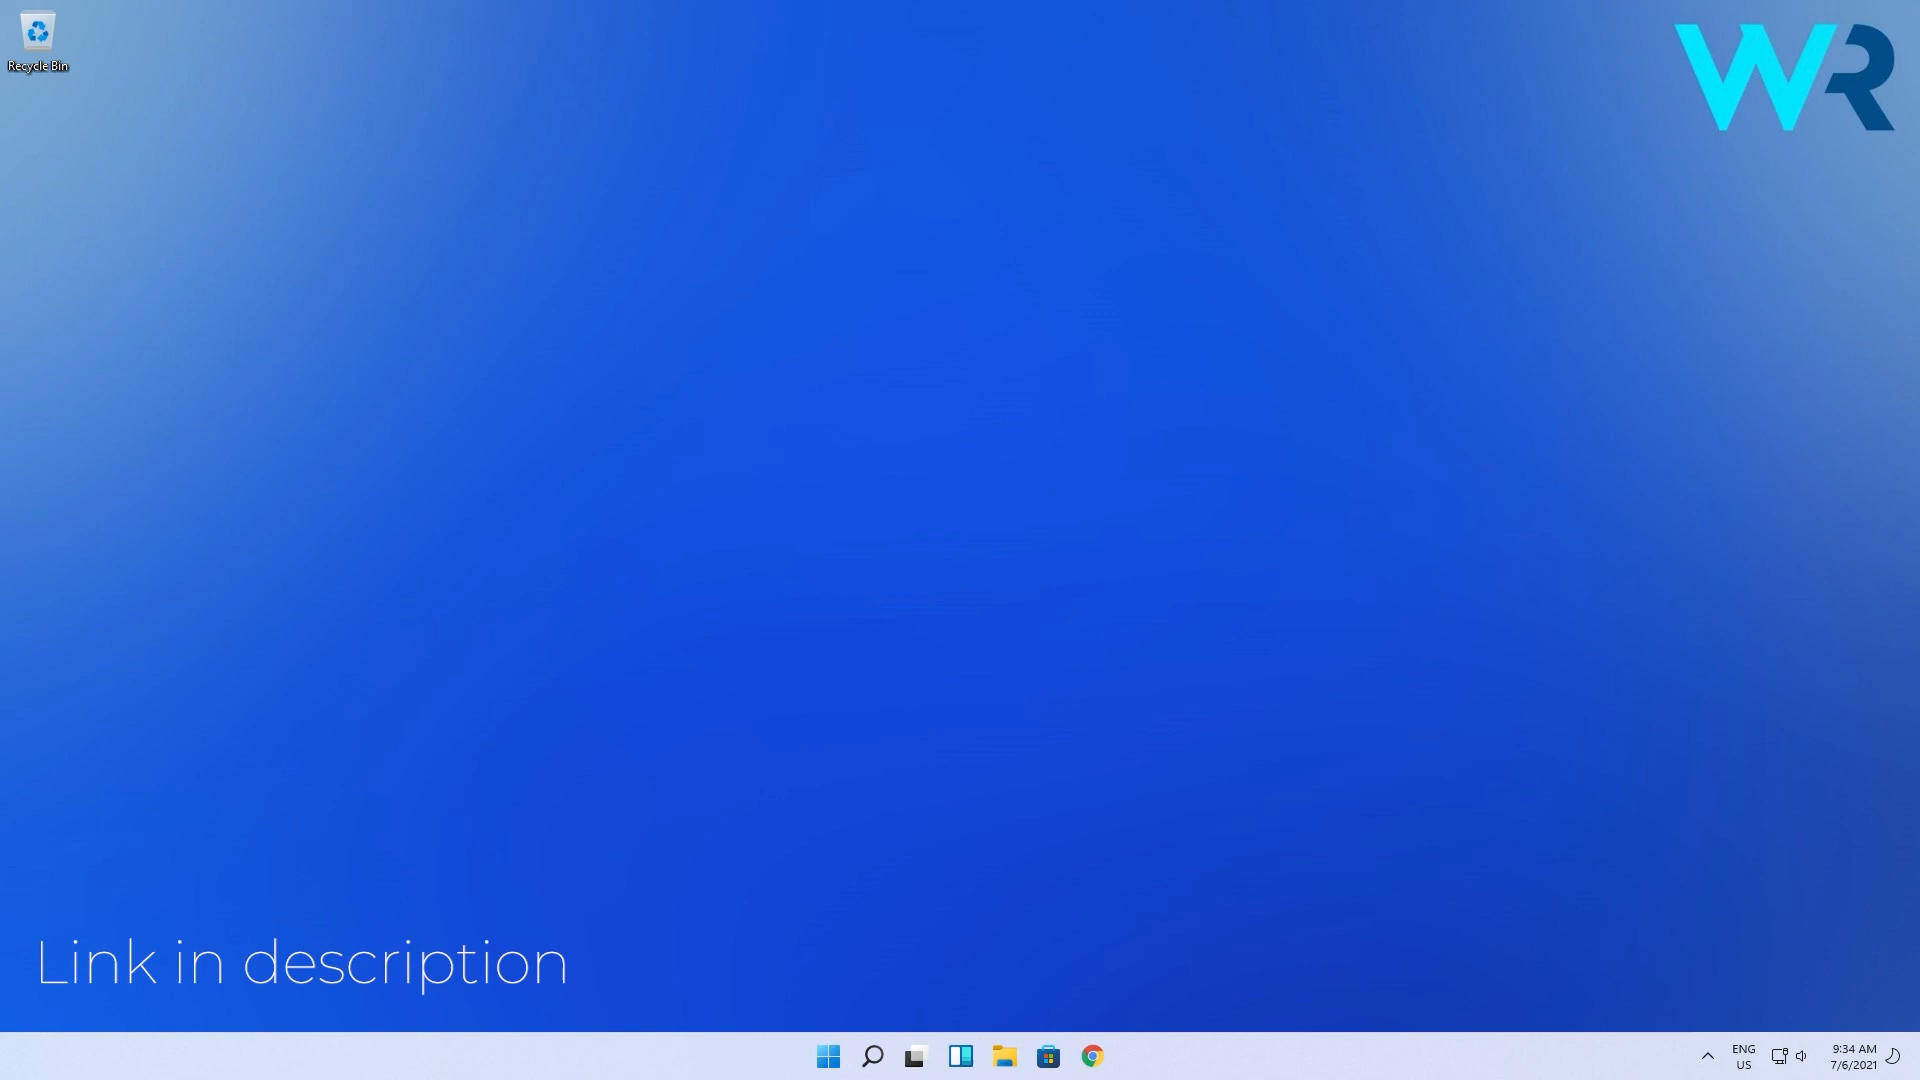 Recycle Bin
WR
Link in description
ENG
US
9:34 AM
7/6/2021